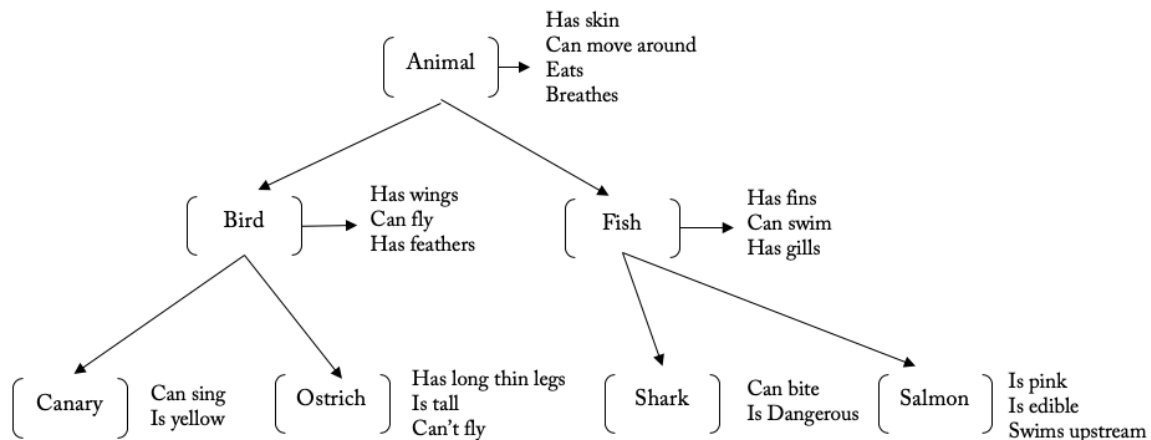 Animal
Has skin
Can move around
Eats
Breathes
Bird
Has wings
Can fly
Has feathers
Fish
Has fins
Can swim
Has gills
Canary
Can sing
Is yellow
Ostrich
Has long thin legs
Is tall
Can't fly
Shark
Can bite
Is Dangerous
Salmon
Is pink
Is edible
Swims upstream